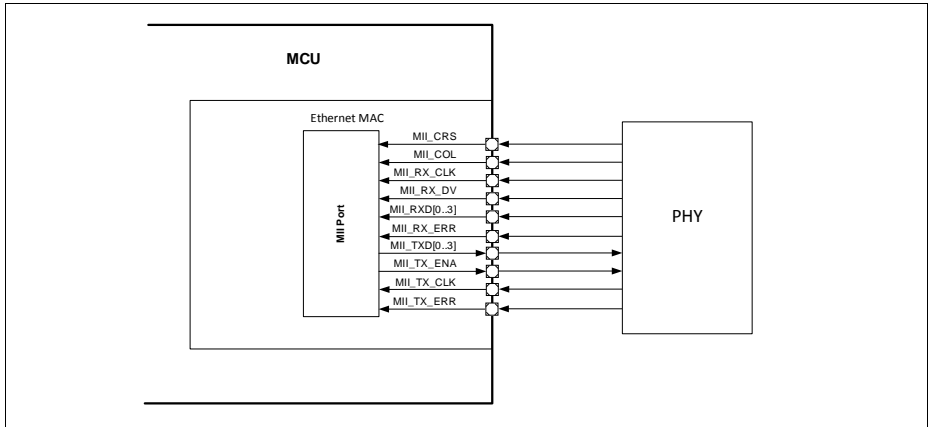 MCU
Ethernet MAC
MII Port
MII_CRS
MII_COL
MII_RX_CLK
MII_RX_DV
MII_RXD[0..3]
MII_RX_ERR
MII_TXD[0..3]
MII_TX_ENA
MII_TX_CLK
MII_TX_ERR
PHY